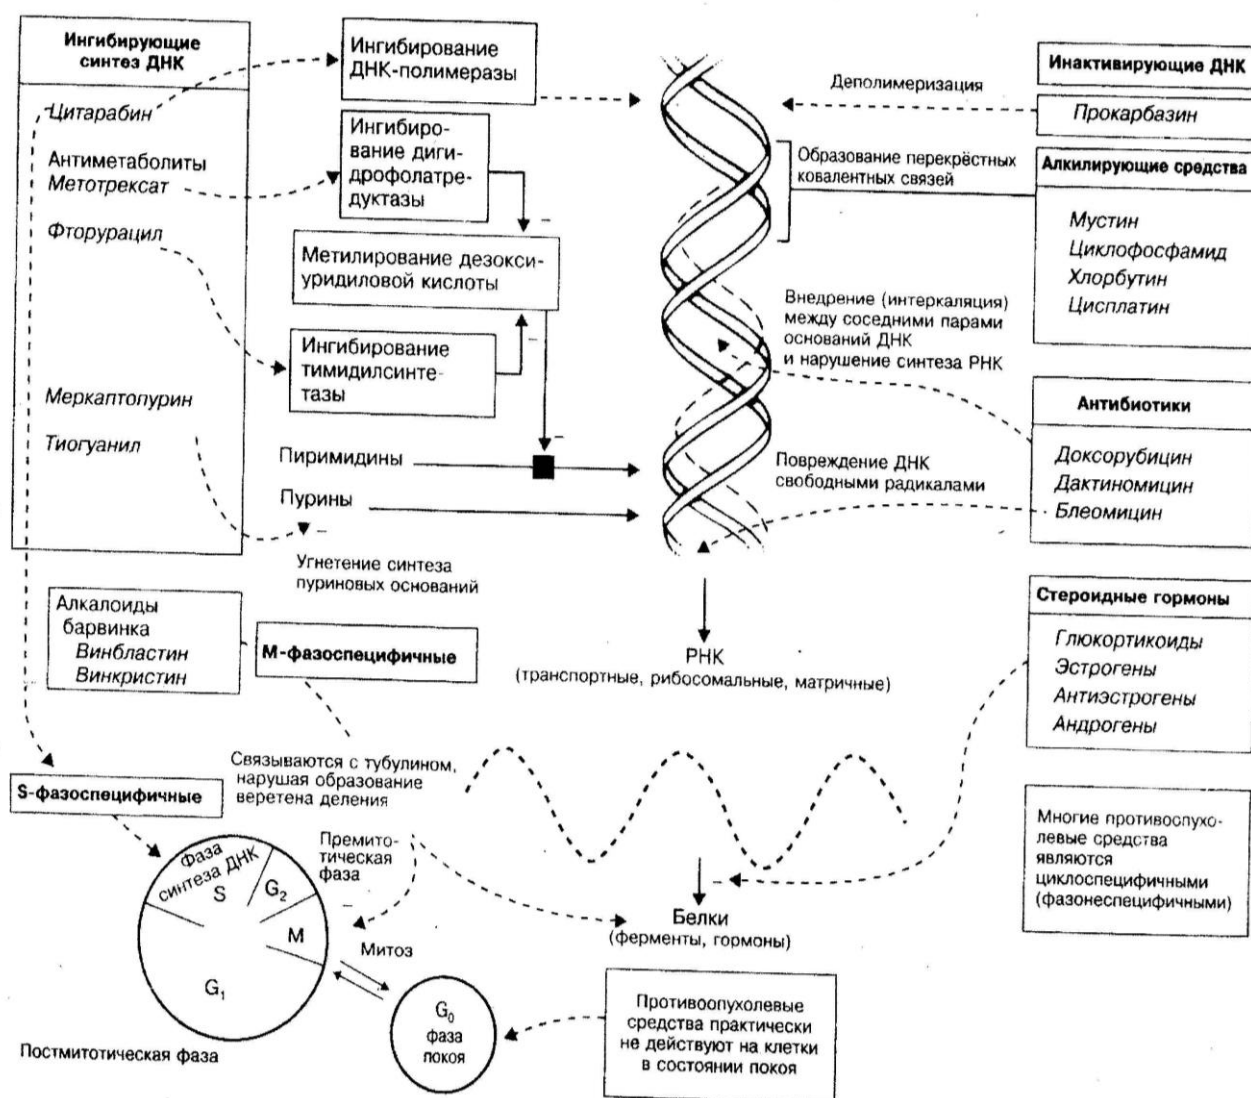 Ингибирующие
синтез ДНК
Цитарабин
Антиметаболиты
Метотрексат
Фторурацил
Меркаптопурин
Тиогуанил
Ингибирование
ДНК-полимеразы
Ингибиро-
вание диги-
дрофолатре-
дуктазы
Метилирование дезокси-
уридиловой кислоты
Ингибирование
тимидилсинте-
тазы
Пиримидины
Пурины
Угнетение синтеза
пуриновых оснований
Деполимеризация
Образование перекрёстных
ковалентных связей
Внедрение (интеркаляция)
между соседними парами
оснований ДНК
и нарушение синтеза РНК
Повреждение ДНК
свободными радикалами
Инактивирующие ДНК
Прокарбазин
Алкилирующие средства
Мустин
Циклофосфамид
Хлорбутин
Цисплатин
Антибиотики
Доксорубицин
Дактиномицин
Блеомицин
Стероидные гормоны
Глюкортикоиды
Эстрогены
Антиэстрогены
Андрогены
Алкалоиды
барвинка
Винбластин
Винкристин
М-фазоспецифичные
РНК
(транспортные, рибосомальные, матричные)
Связываются с тубулином,
нарушая образование
веретена деления
S-фазоспецифичные
Премито-
тическая
фаза
Фаза
синтеза ДНК
S
G2
M
G1
Митоз
Постмитотическая фаза
G0
фаза
покоя
Белки
(ферменты, гормоны)
Противоопухолевые
средства практически
не действуют на клетки
в состоянии покоя
Многие противоспухо-
левые средства
являются
циклоспецифичными
(фазонеспецифичными)